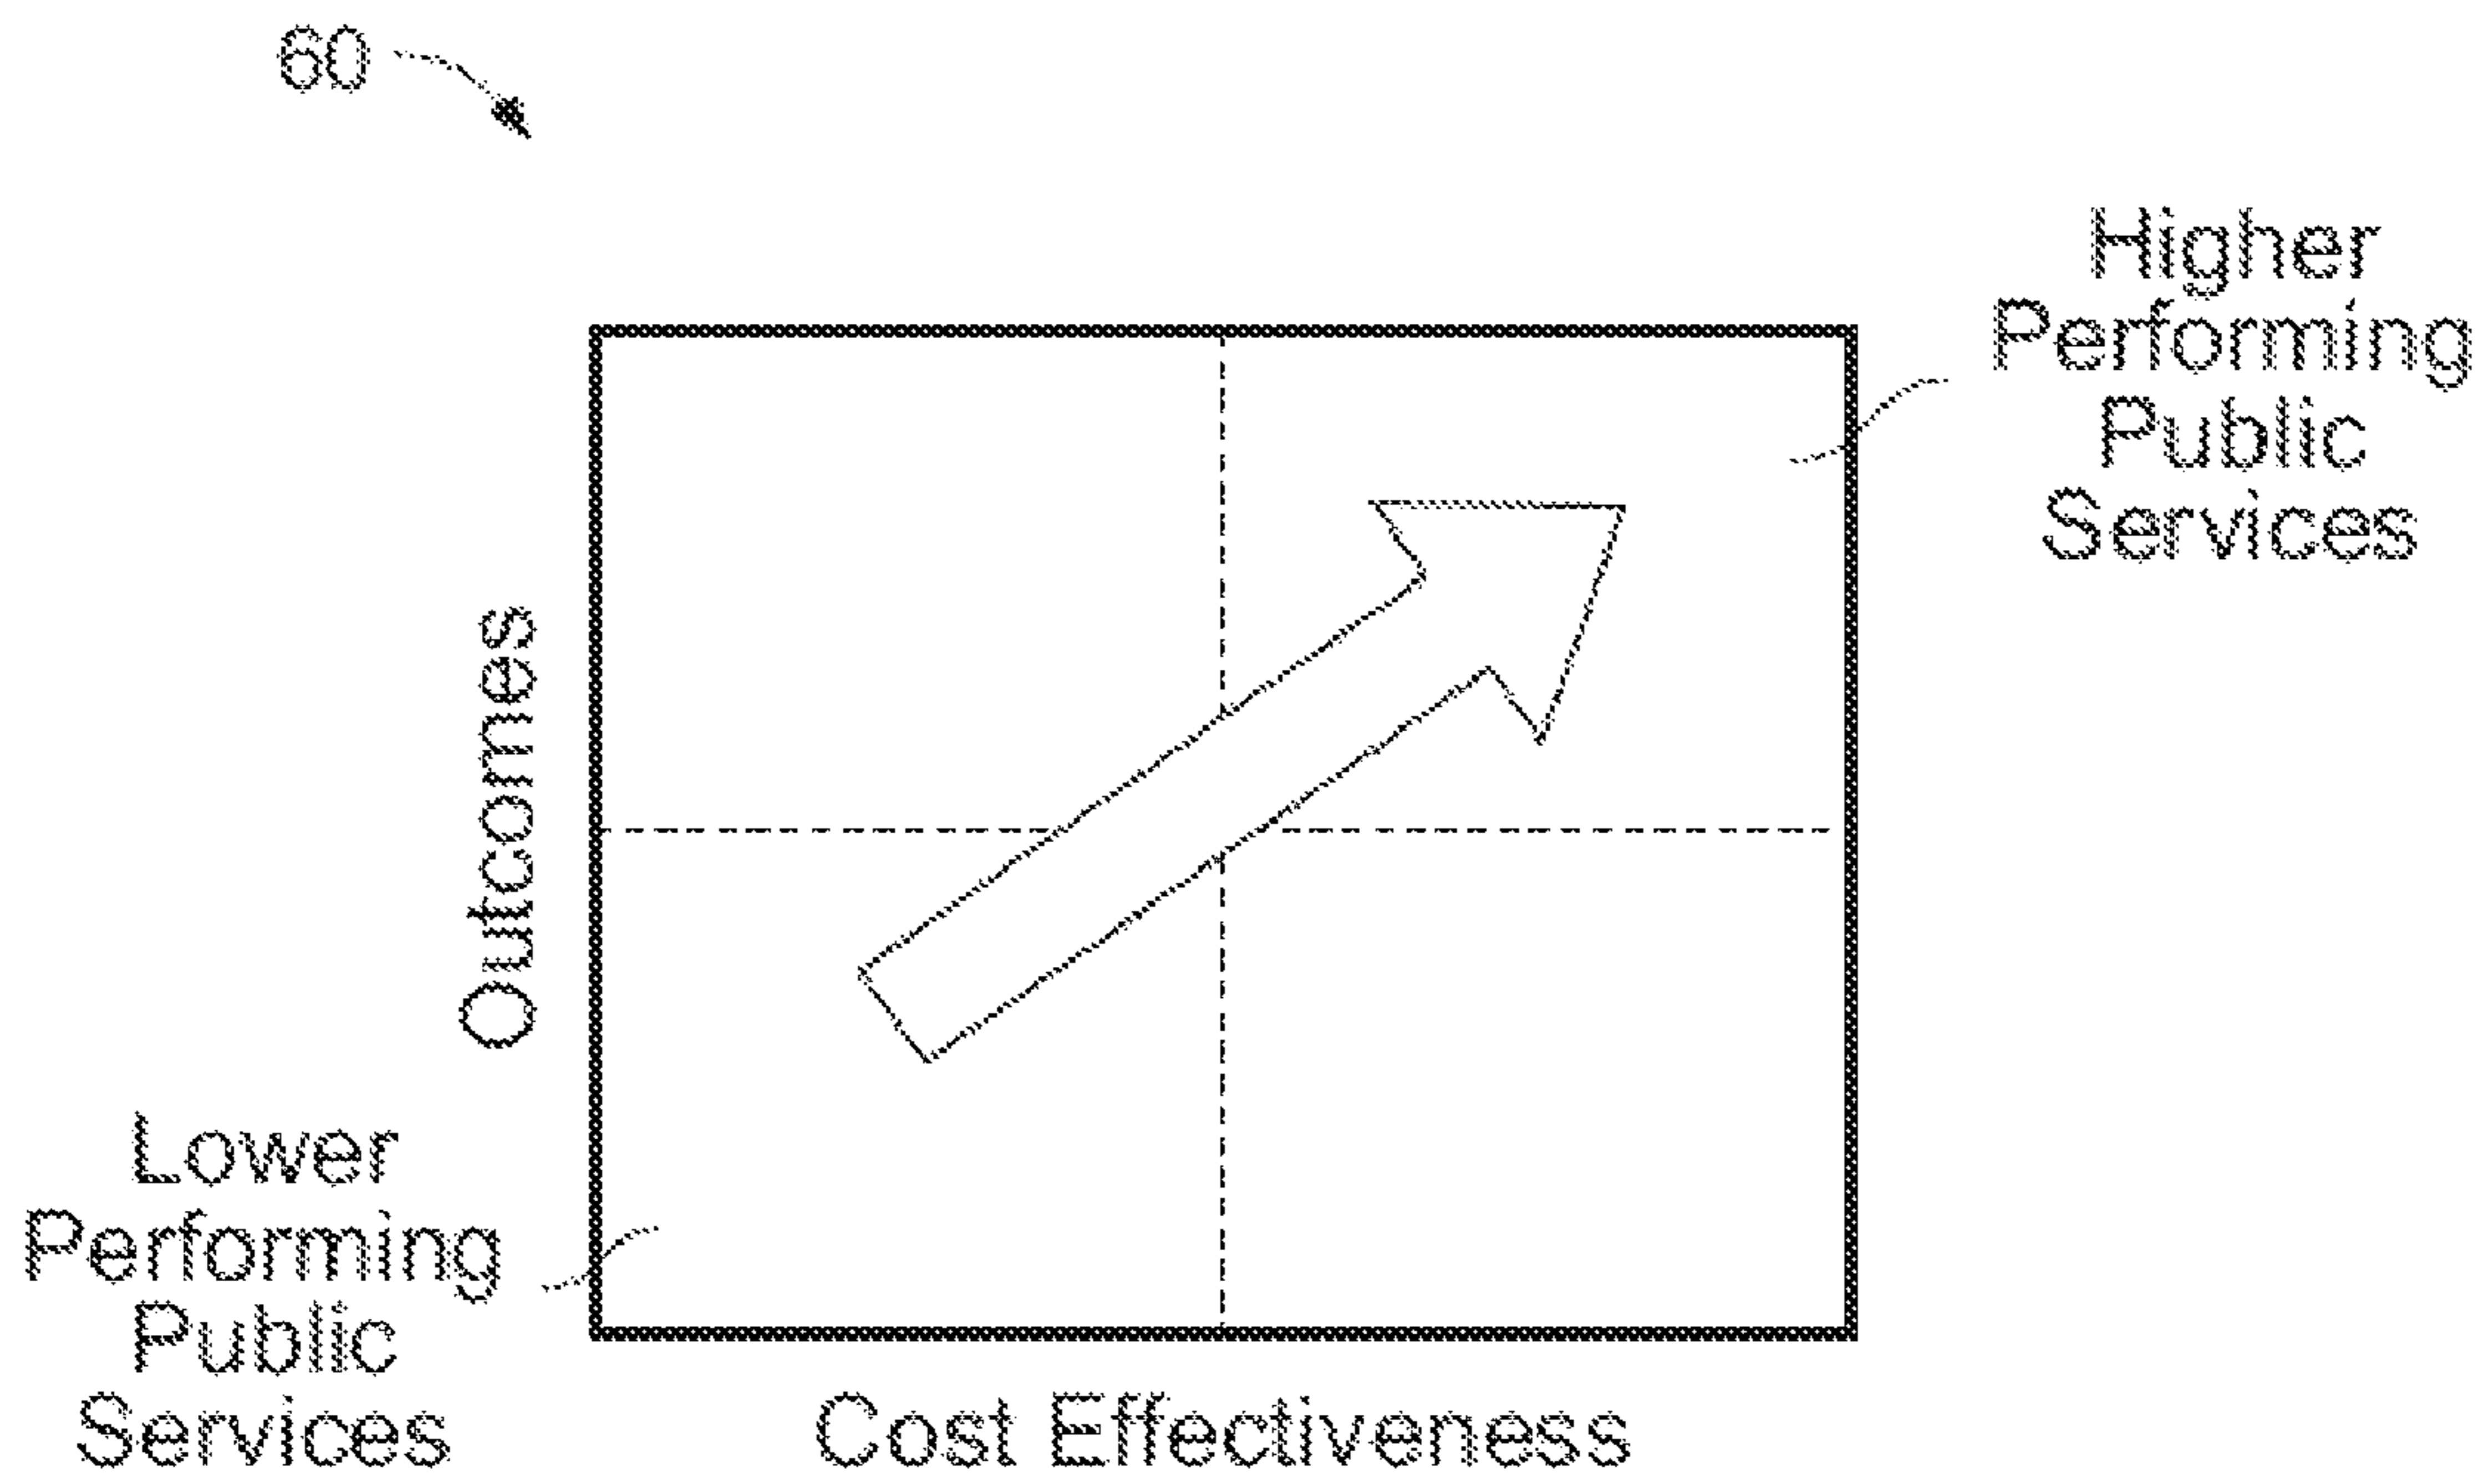 60
Higher
Performing
Public
Services
Outcomes
Lower
Performing
Public
Services
Cost Effectiveness